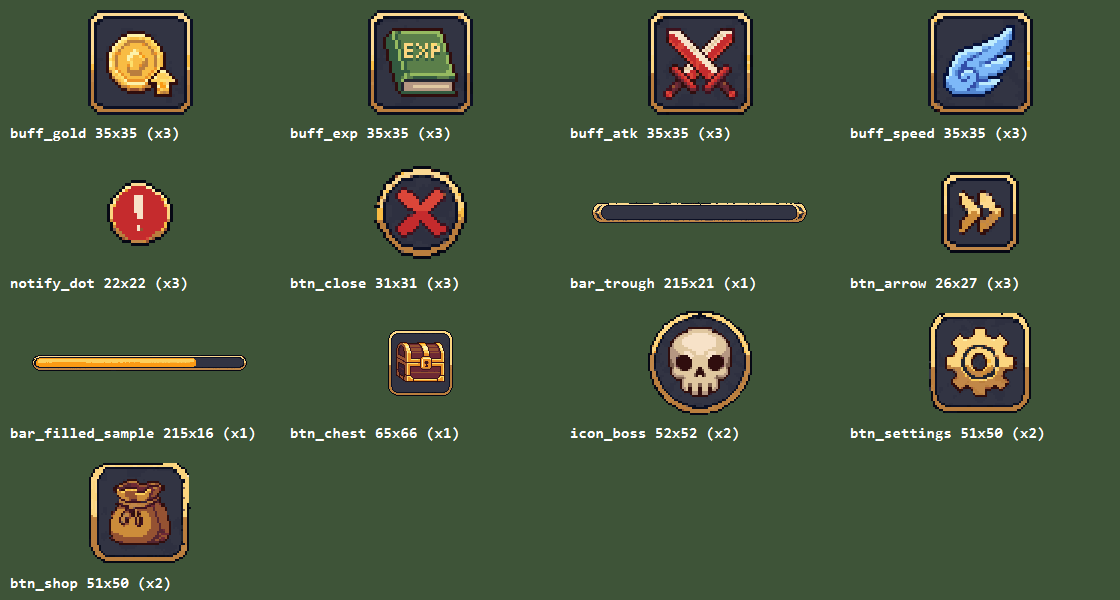 EXP
buff_gold 35x35 (x3)
buff_exp 35x35 (x3)
buff_atk 35x35 (x3)
buff_speed 35x35 (x3)
!
notify_dot 22x22 (x3)
btn_close 31x31 (x3)
bar_trough 215x21 (x1)
btn_arrow 26x27 (x3)
bar_filled_sample 215x16 (x1)
btn_chest 65x66 (x1)
icon_boss 52x52 (x2)
btn_settings 51x50 (x2)
btn_shop 51x50 (x2)